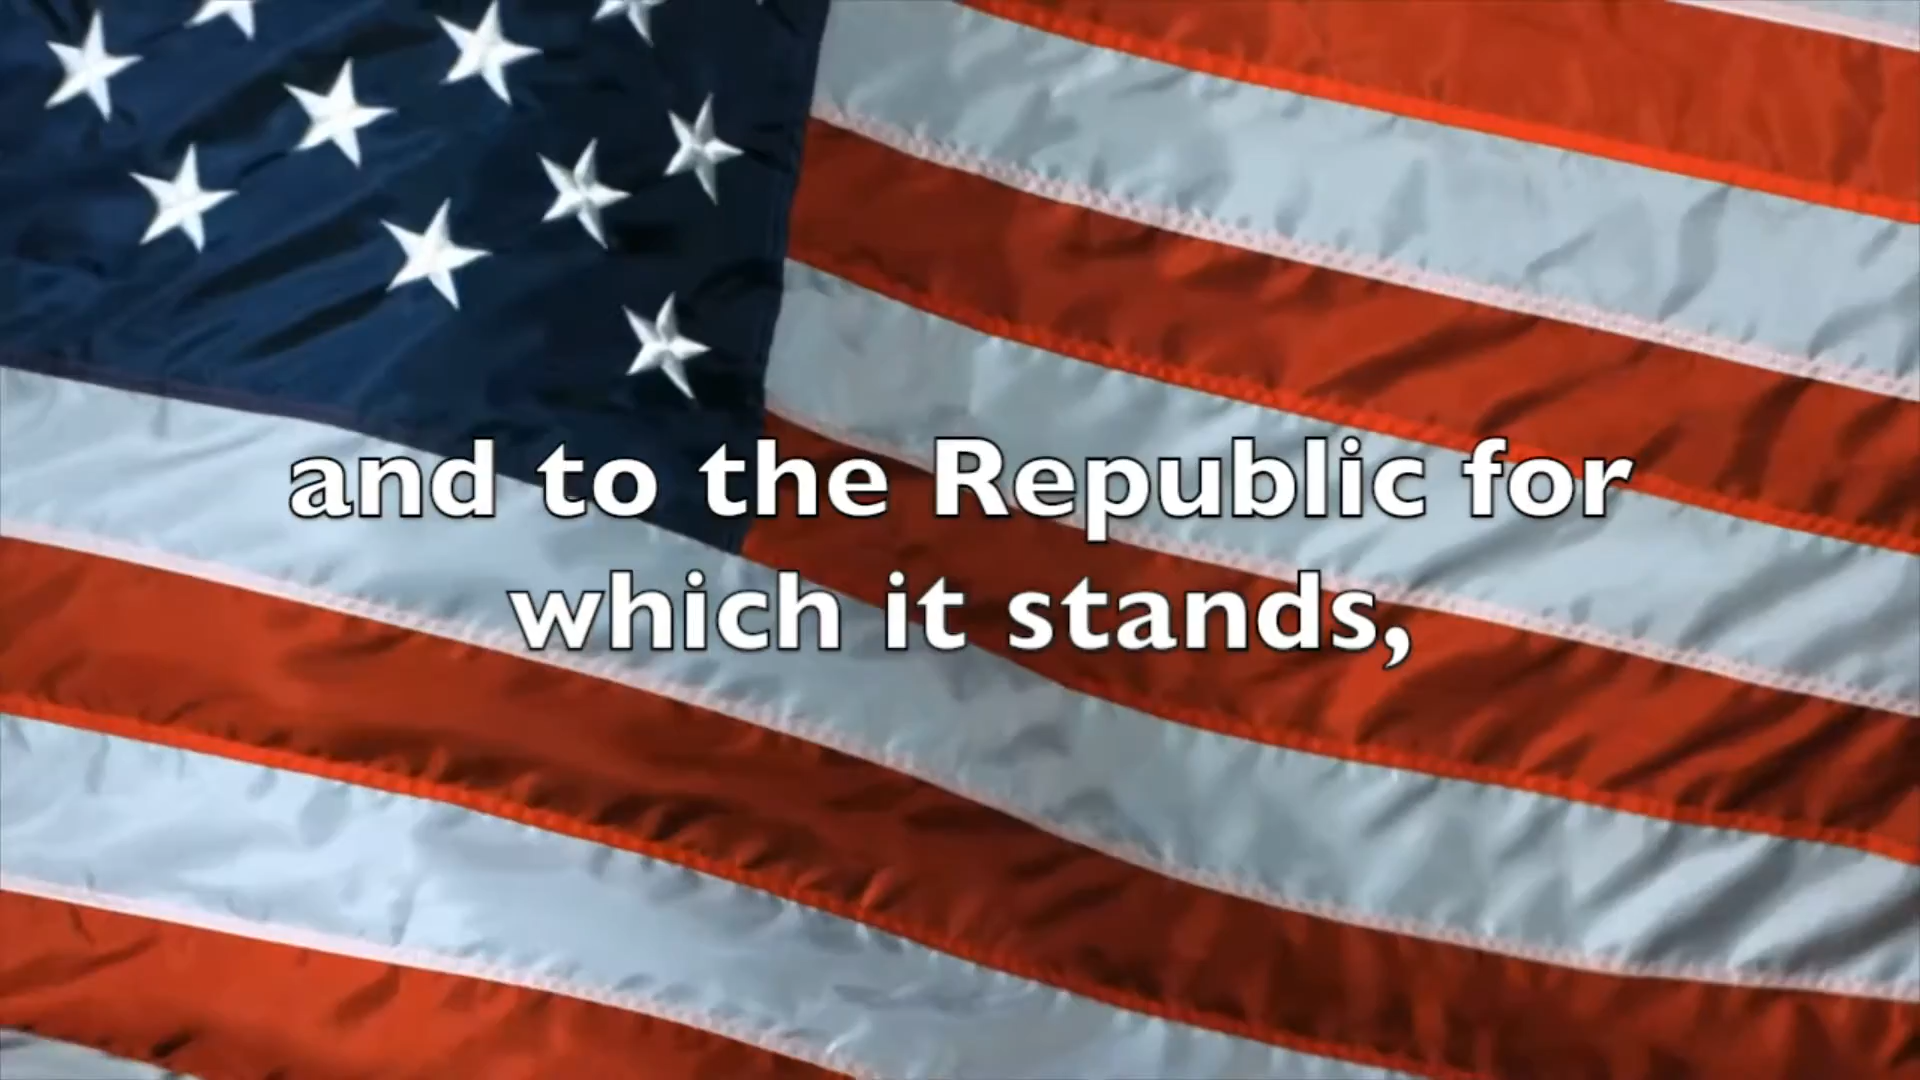 and to the Republic for
which it stands,